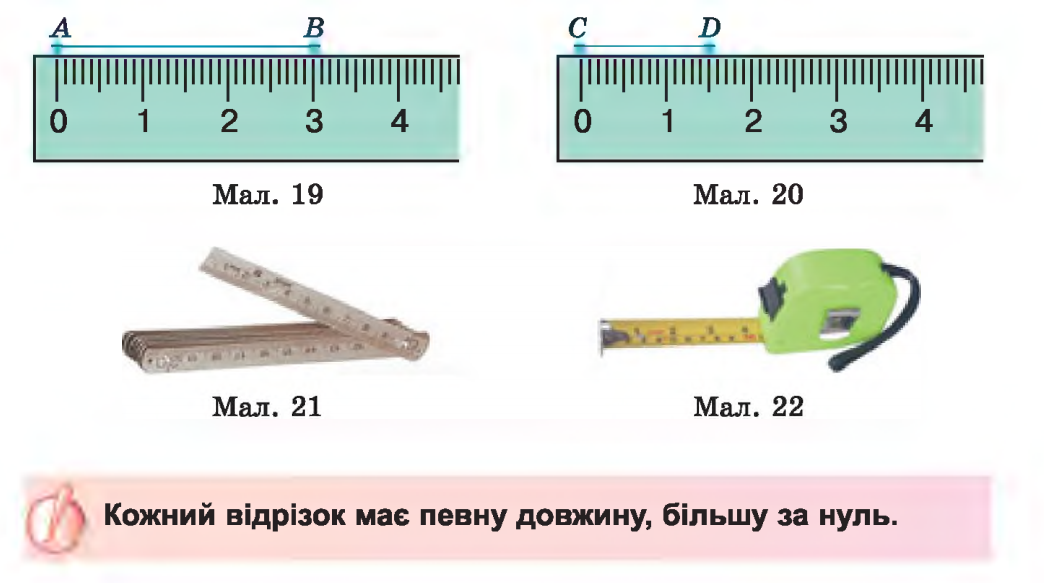 A B
C D
0 1 2 3 4
0 1 2 3 4
Мал. 19
Мал. 20
Мал. 21
Мал. 22
Кожний відрізок має певну довжину, більшу за нуль.